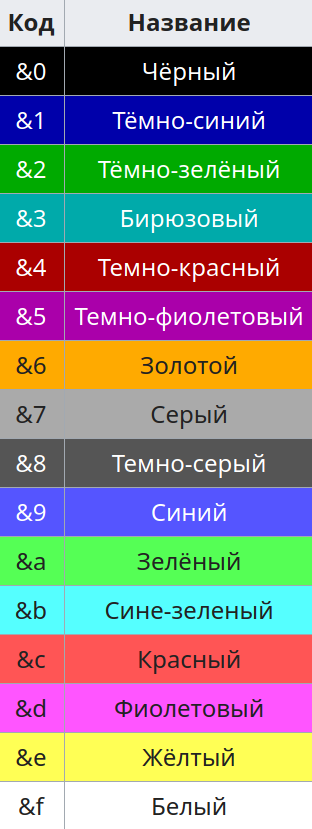 Код Название
&0 Чёрный
&1 Тёмно-синий
&2 Тёмно-зелёный
&3 Бирюзовый
&4 Темно-красный
&5 Темно-фиолетовый
&6 Золотой
&7 Серый
&8 Темно-серый
&9 Синий
&a Зелёный
&b Сине-зеленый
&c Красный
&d Фиолетовый
&e Жёлтый
&f Белый